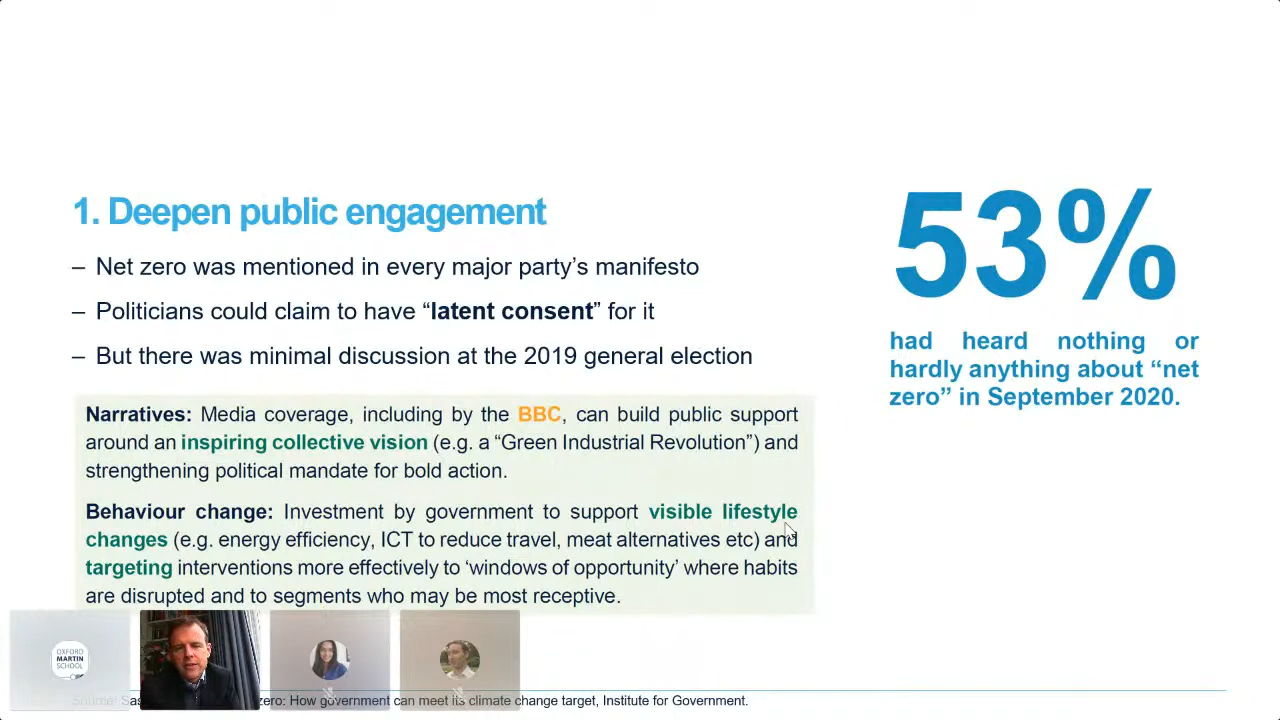 1. Deepen public engagement
– Net zero was mentioned in every major party’s manifesto
– Politicians could claim to have “latent consent” for it
– But there was minimal discussion at the 2019 general election
Narratives: Media coverage, including by the BBC, can build public support
around an inspiring collective vision (e.g. a “Green Industrial Revolution”) and
strengthening political mandate for bold action.
Behaviour change: Investment by government to support visible lifestyle
changes (e.g. energy efficiency, ICT to reduce travel, meat alternatives etc) and
targeting interventions more effectively to ‘windows of opportunity’ where habits
are disrupted and to segments who may be most receptive.
53%
had heard nothing or
hardly anything about “net
zero” in September 2020.
OXFORD
MARTIN
SCHOOL
Source: zero: How government can meet its climate change target, Institute for Government.